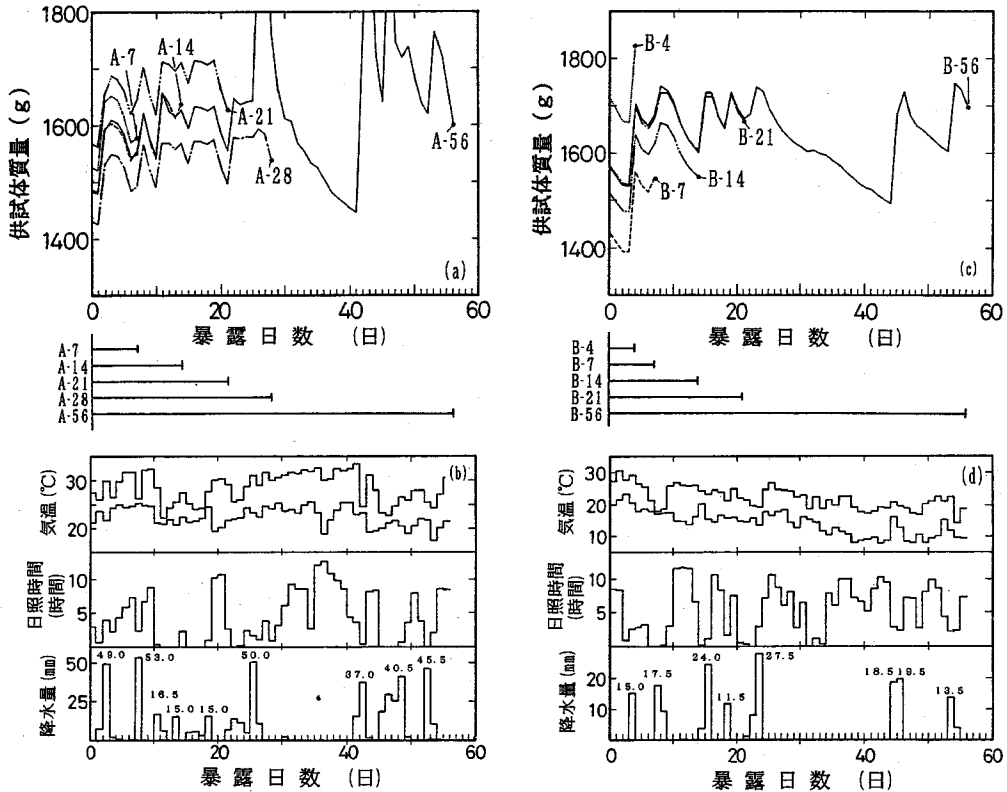 1800
1600
1400
供試体質量 (g)
A-7
A-14
A-21
A-28
A-56
(a)
0 20 40 60
暴露日数 (日)
A-7
A-14
A-21
A-28
A-56
30
20
気温(℃)
(b)
10
5
日照時間
(時間)
50
25
降水量(mm)
49.0
53.0
16.5
15.0
15.0
50.0
37.0
40.5
45.5
0 20 40 60
暴露日数 (日)
1800
1600
1400
供試体質量 (g)
B-4
B-7
B-14
B-21
B-56
(c)
0 20 40 60
暴露日数 (日)
B-4
B-7
B-14
B-21
B-56
30
20
10
気温(℃)
(d)
10
5
日照時間
(時間)
20
10
降水量(mm)
15.0
17.5
24.0
11.5
27.5
18.5
19.5
13.5
0 20 40 60
暴露日数 (日)